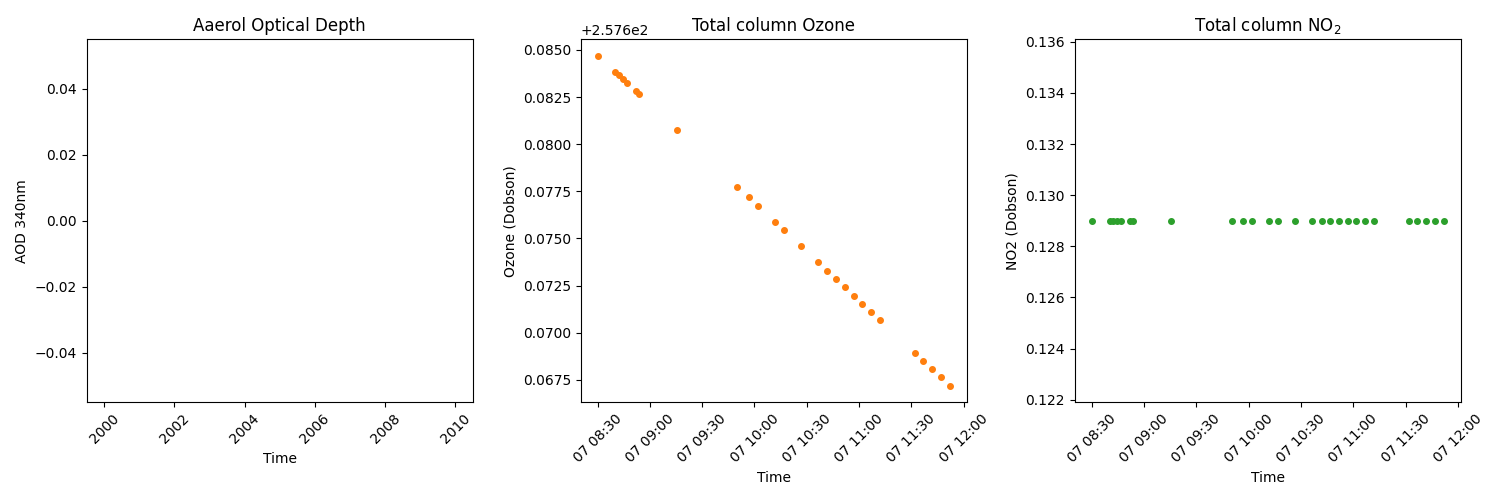 Aaerol Optical Depth
AOD 340nm
0.04
0.02
0.00
−0.02
−0.04
2000 2002 2004 2006 2008 2010
Time
Total column Ozone
+2.576e2
Ozone (Dobson)
0.0850
0.0825
0.0800
0.0775
0.0750
0.0725
0.0700
0.0675
07 08:30 07 09:00 07 09:30 07 10:00 07 10:30 07 11:00 07 11:30 07 12:00
Time
Total column NO₂
NO2 (Dobson)
0.136
0.134
0.132
0.130
0.128
0.126
0.124
0.122
07 08:30 07 09:00 07 09:30 07 10:00 07 10:30 07 11:00 07 11:30 07 12:00
Time